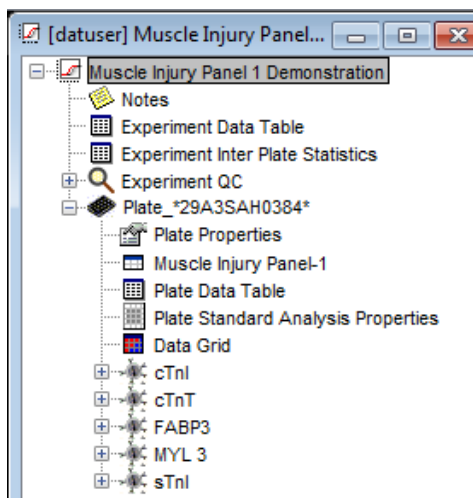 [datuser] Muscle Injury Panel...
Muscle Injury Panel 1 Demonstration
Notes
Experiment Data Table
Experiment Inter Plate Statistics
Experiment QC
Plate_*29A3SAH0384*
Plate Properties
Muscle Injury Panel-1
Plate Data Table
Plate Standard Analysis Properties
Data Grid
cTnI
cTnT
FABP3
MYL 3
sTnI